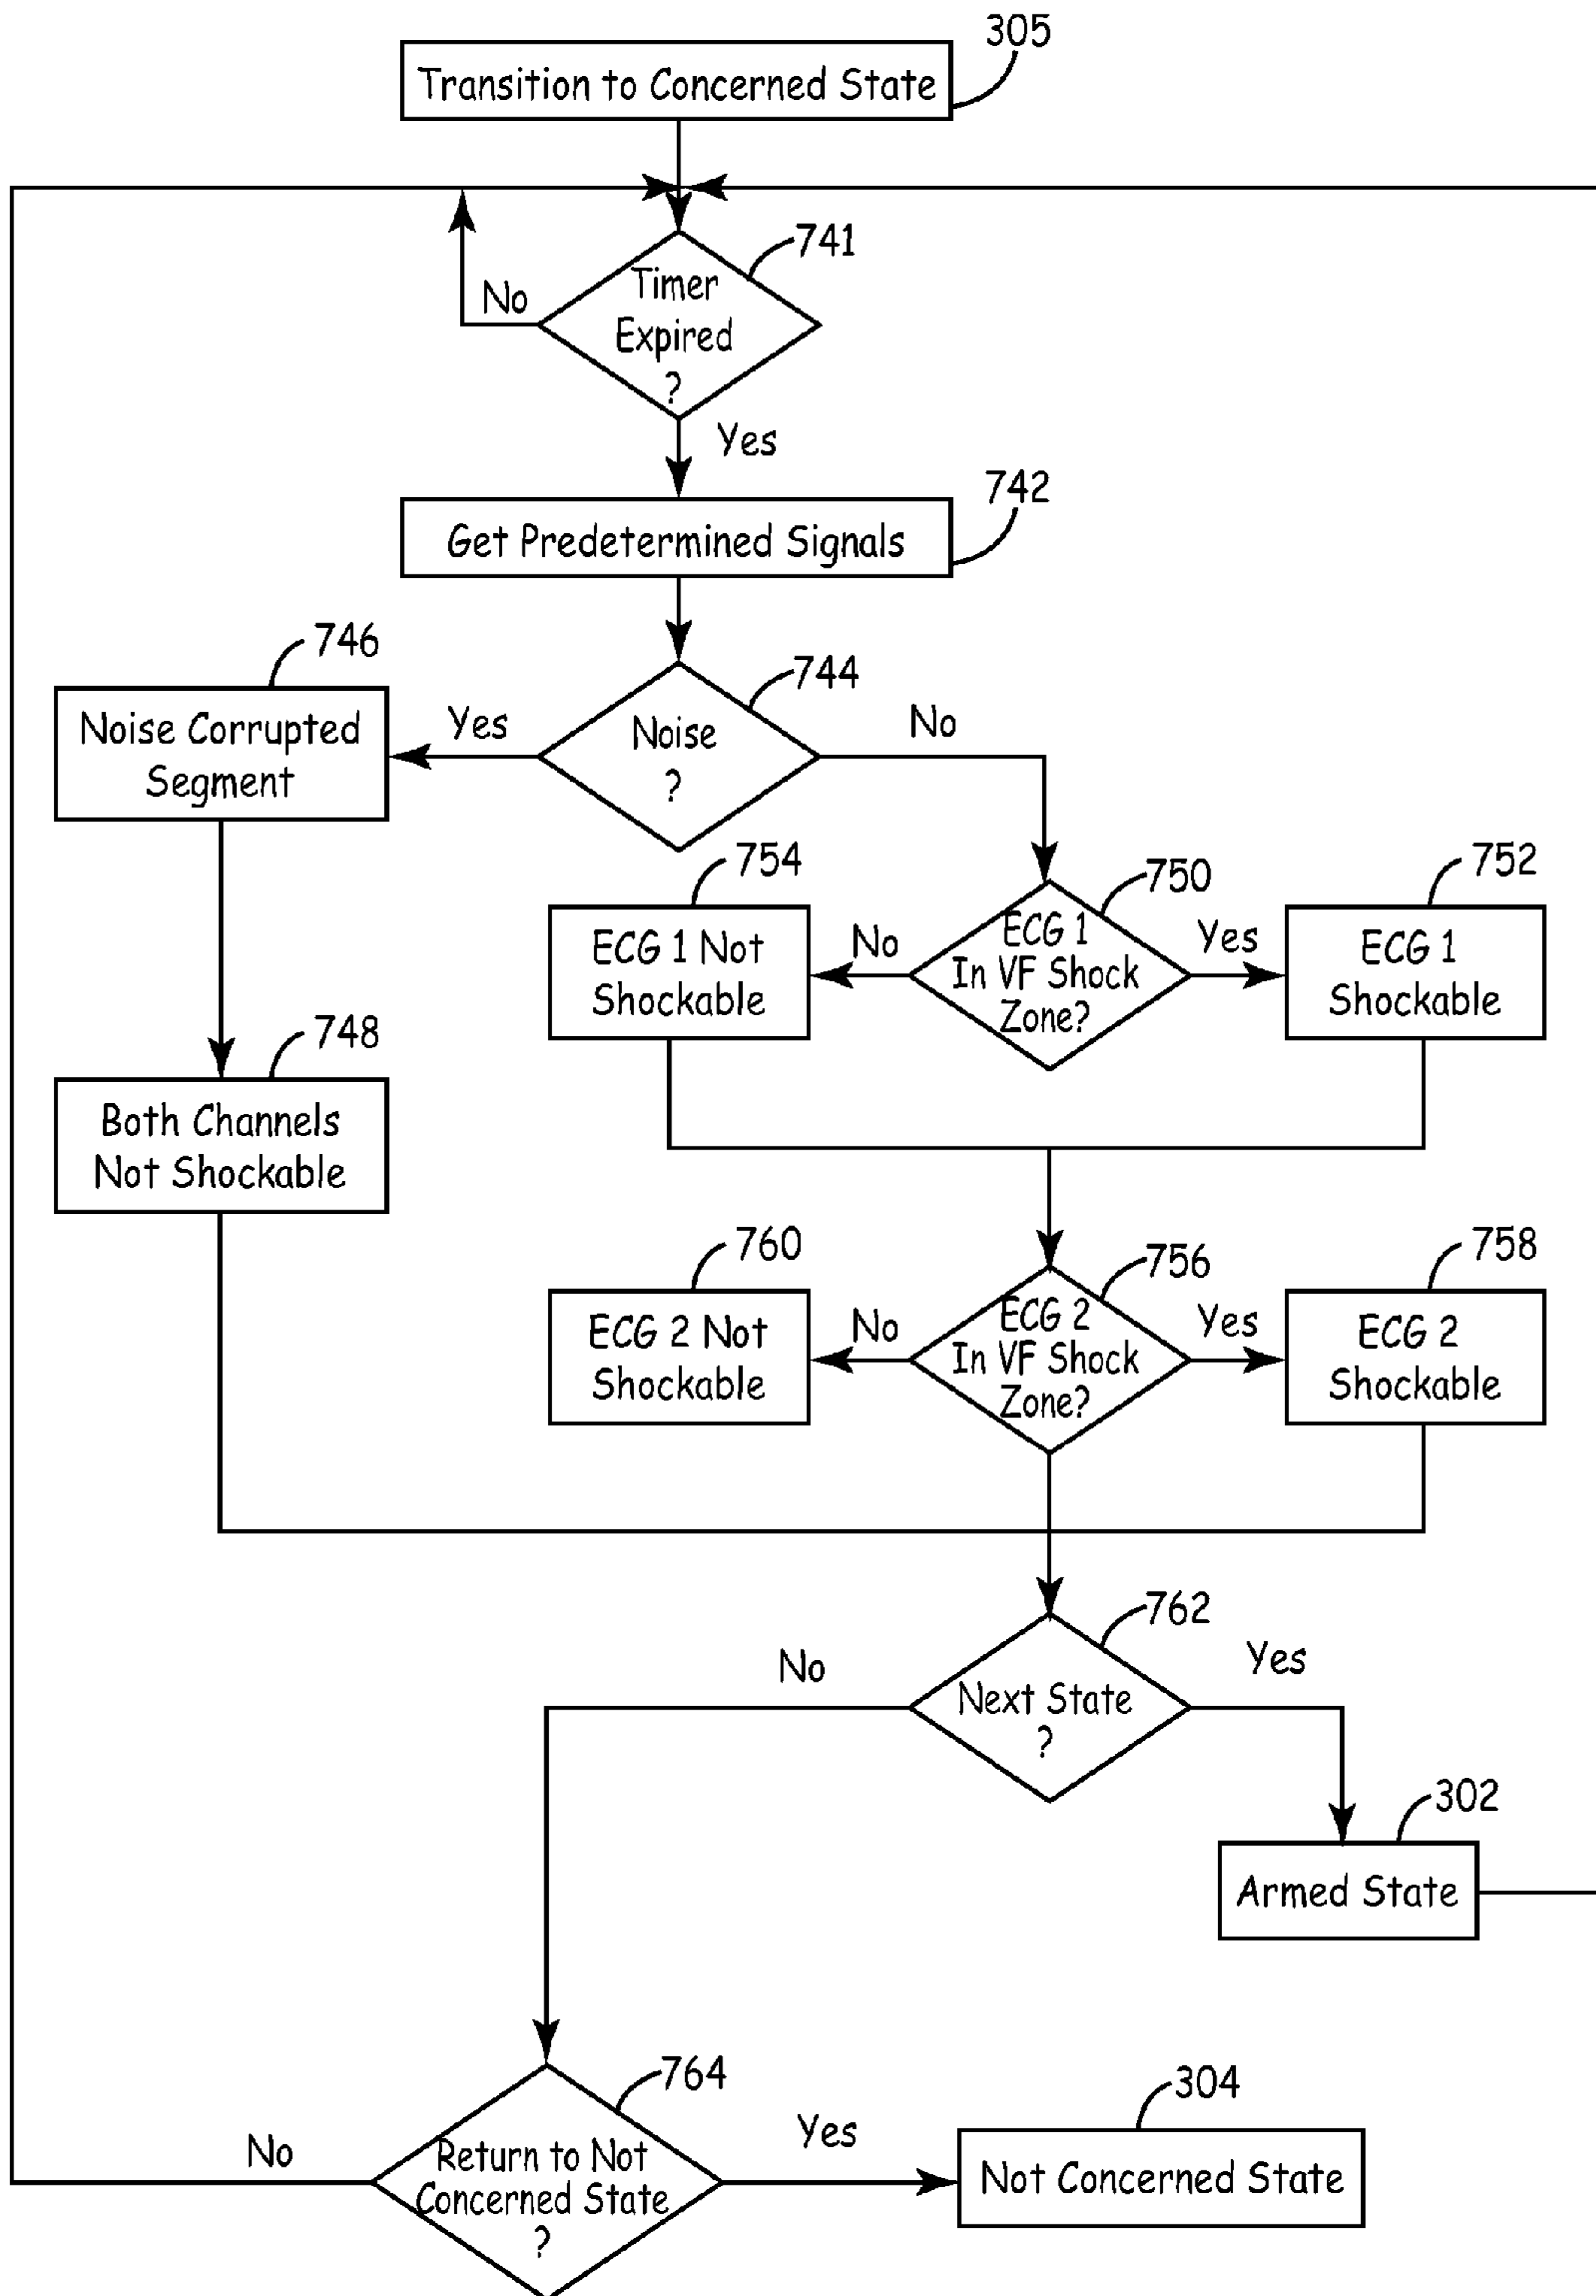 305
Transition to Concerned State
741
Timer
Expired
?
No
Yes
742
Get Predetermined Signals
746
744
Noise Corrupted
Segment
Yes
Noise
?
No
754
750
752
ECG 1 Not
Shockable
No
ECG 1
In VF Shock
Zone?
Yes
ECG 1
Shockable
748
Both Channels
Not Shockable
760
756
758
ECG 2 Not
Shockable
No
ECG 2
In VF Shock
Zone?
Yes
ECG 2
Shockable
762
No
Next State
?
Yes
302
Armed State
764
304
No
Return to Not
Concerned State
?
Yes
Not Concerned State